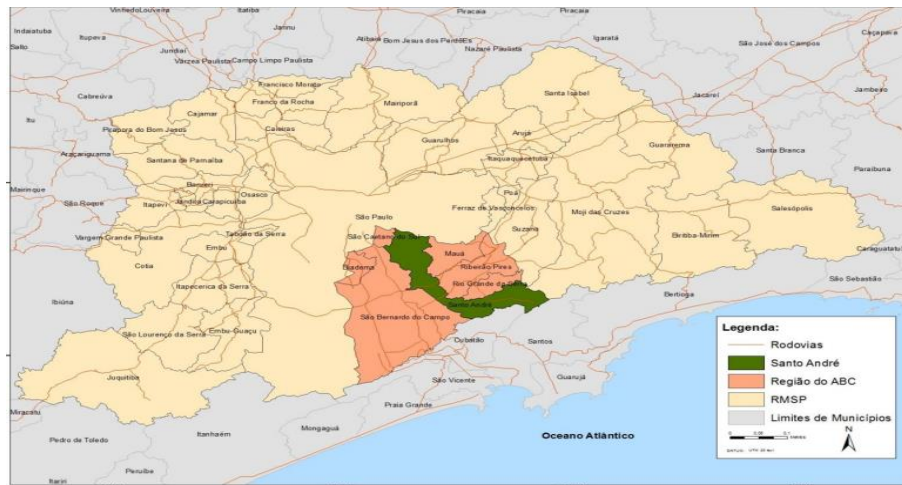 Vinhedo
Louveira
Itatiba
Jarinu
Piracaia
Piracaia
Indaiatuba
Itupeva
Jundiaí
Atibaia
Bom Jesus dos Perdões
Igaratá
São José dos Campos
Caçapava
Salto
Várzea Paulista
Campo Limpo Paulista
Nazaré Paulista
Cabreúva
Francisco Morata
Franco da Rocha
Mairiporã
Santa Isabel
Jacareí
Jambeiro
Itu
Cajamar
Pirapora do Bom Jesus
Caieiras
Guarulhos
Arujá
Guararema
Santa Branca
Araçariguama
Santana de Parnaíba
Itaquaquecetuba
Paraibuna
Mairinque
Barueri
Osasco
Poá
São Roque
Itapevi
Jandira
Carapicuíba
Ferraz de Vasconcelos
Moji das Cruzes
Salesópolis
São Paulo
Suzano
Vargem Grande Paulista
Taboão da Serra
São Caetano do Sul
Biritiba-Mirim
Caraguatatuba
Embu
Cotia
Mauá
Diadema
Ribeirão Pires
São Sebastião
Itapecerica da Serra
Rio Grande da Serra
Bertioga
Ibiúna
Santo André
São Bernardo do Campo
Embu-Guaçu
São Lourenço da Serra
Cubatão
Santos
Juquitiba
São Vicente
Guarujá
Miracatu
Praia Grande
Itanhaém
Mongaguá
Pedro de Toledo
Oceano Atlântico
Peruíbe
Itariri
Legenda:
Rodovias
Santo André
Região do ABC
RMSP
Limites de Municípios
N